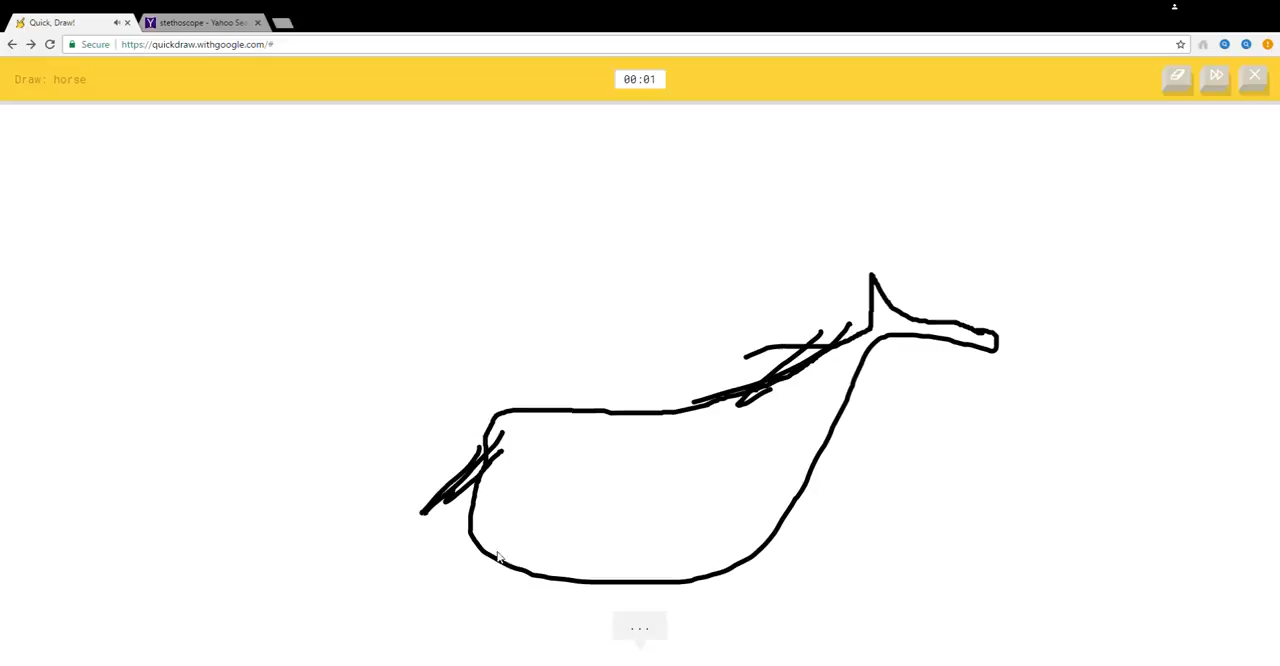 Quick, Draw!
stethoscope - Yahoo Sea
Secure
https://quickdraw.withgoogle.com/#
Draw: horse
00:01
...